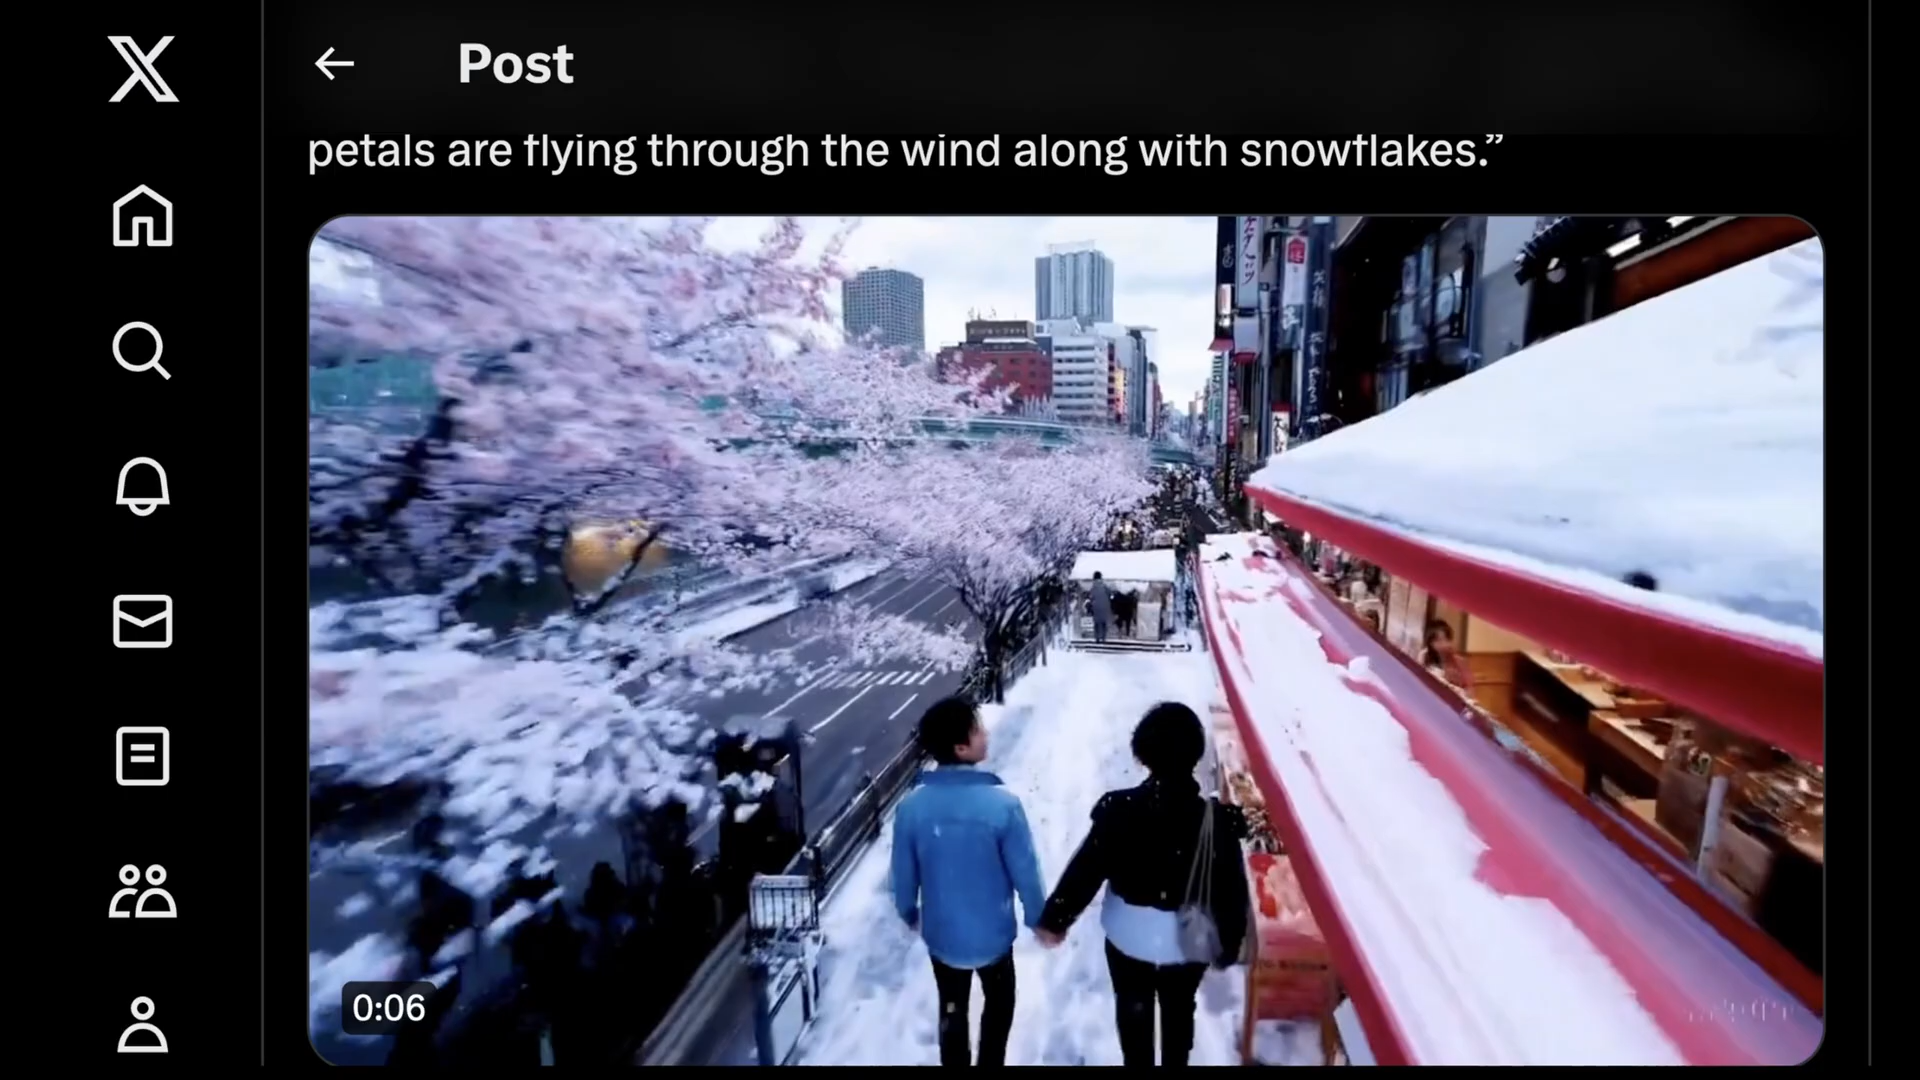 Post
petals are flying through the wind along with snowflakes.”
0:06